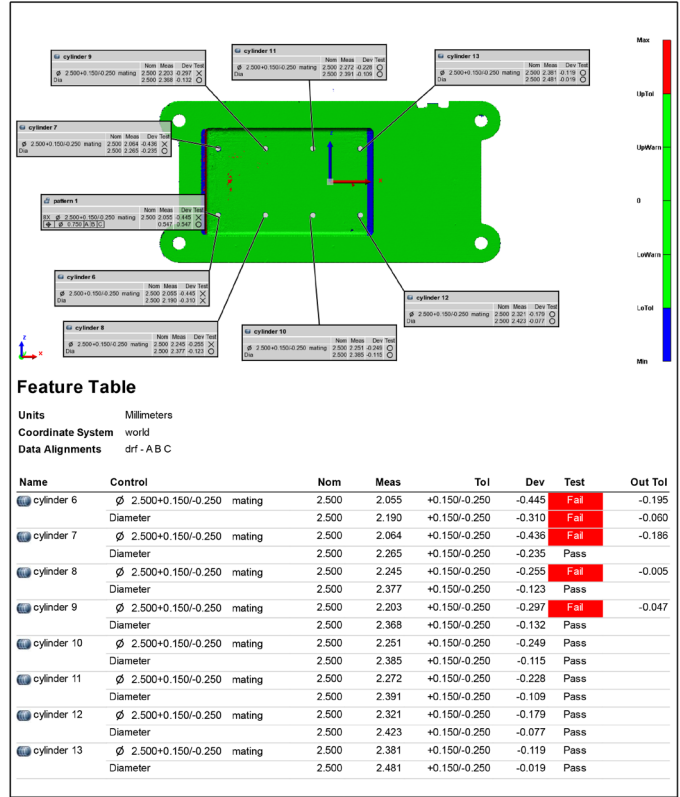 Max
cylinder 11
Nom Meas Dev Test
Ø 2.500+0.150/-0.250 mating 2.500 2.272 -0.228
Dia 2.500 2.391 -0.109
cylinder 9
Nom Meas Dev Test
Ø 2.500+0.150/-0.250 mating 2.500 2.203 -0.297
Dia 2.500 2.368 -0.132
cylinder 13
Nom Meas Dev Test
Ø 2.500+0.150/-0.250 mating 2.500 2.381 -0.119
Dia 2.500 2.481 -0.019
UpTol
cylinder 7
Nom Meas Dev Test
Ø 2.500+0.150/-0.250 mating 2.500 2.064 -0.436
Dia 2.500 2.265 -0.235
UpWarn
pattern 1
Nom Meas Dev Test
8X Ø 2.500+0.150/-0.250 mating 2.500 2.055 -0.445
Ø 0.750 A B C 0.547 0.547
0
LoWarn
cylinder 6
Nom Meas Dev Test
Ø 2.500+0.150/-0.250 mating 2.500 2.055 -0.445
Dia 2.500 2.190 -0.310
cylinder 12
Nom Meas Dev Test
Ø 2.500+0.150/-0.250 mating 2.500 2.321 -0.179
Dia 2.500 2.423 -0.077
LoTol
cylinder 8
Nom Meas Dev Test
Ø 2.500+0.150/-0.250 mating 2.500 2.245 -0.255
Dia 2.500 2.377 -0.123
cylinder 10
Nom Meas Dev Test
Ø 2.500+0.150/-0.250 mating 2.500 2.251 -0.249
Dia 2.500 2.385 -0.115
z
x
Min
Feature Table
Units Millimeters
Coordinate System world
Data Alignments drf - A B C
Name Control Nom Meas Tol Dev Test Out Tol
cylinder 6 Ø 2.500+0.150/-0.250 mating 2.500 2.055 +0.150/-0.250 -0.445 Fail -0.195
Diameter 2.500 2.190 +0.150/-0.250 -0.310 Fail -0.060
cylinder 7 Ø 2.500+0.150/-0.250 mating 2.500 2.064 +0.150/-0.250 -0.436 Fail -0.186
Diameter 2.500 2.265 +0.150/-0.250 -0.235 Pass
cylinder 8 Ø 2.500+0.150/-0.250 mating 2.500 2.245 +0.150/-0.250 -0.255 Fail -0.005
Diameter 2.500 2.377 +0.150/-0.250 -0.123 Pass
cylinder 9 Ø 2.500+0.150/-0.250 mating 2.500 2.203 +0.150/-0.250 -0.297 Fail -0.047
Diameter 2.500 2.368 +0.150/-0.250 -0.132 Pass
cylinder 10 Ø 2.500+0.150/-0.250 mating 2.500 2.251 +0.150/-0.250 -0.249 Pass
Diameter 2.500 2.385 +0.150/-0.250 -0.115 Pass
cylinder 11 Ø 2.500+0.150/-0.250 mating 2.500 2.272 +0.150/-0.250 -0.228 Pass
Diameter 2.500 2.391 +0.150/-0.250 -0.109 Pass
cylinder 12 Ø 2.500+0.150/-0.250 mating 2.500 2.321 +0.150/-0.250 -0.179 Pass
Diameter 2.500 2.423 +0.150/-0.250 -0.077 Pass
cylinder 13 Ø 2.500+0.150/-0.250 mating 2.500 2.381 +0.150/-0.250 -0.119 Pass
Diameter 2.500 2.481 +0.150/-0.250 -0.019 Pass